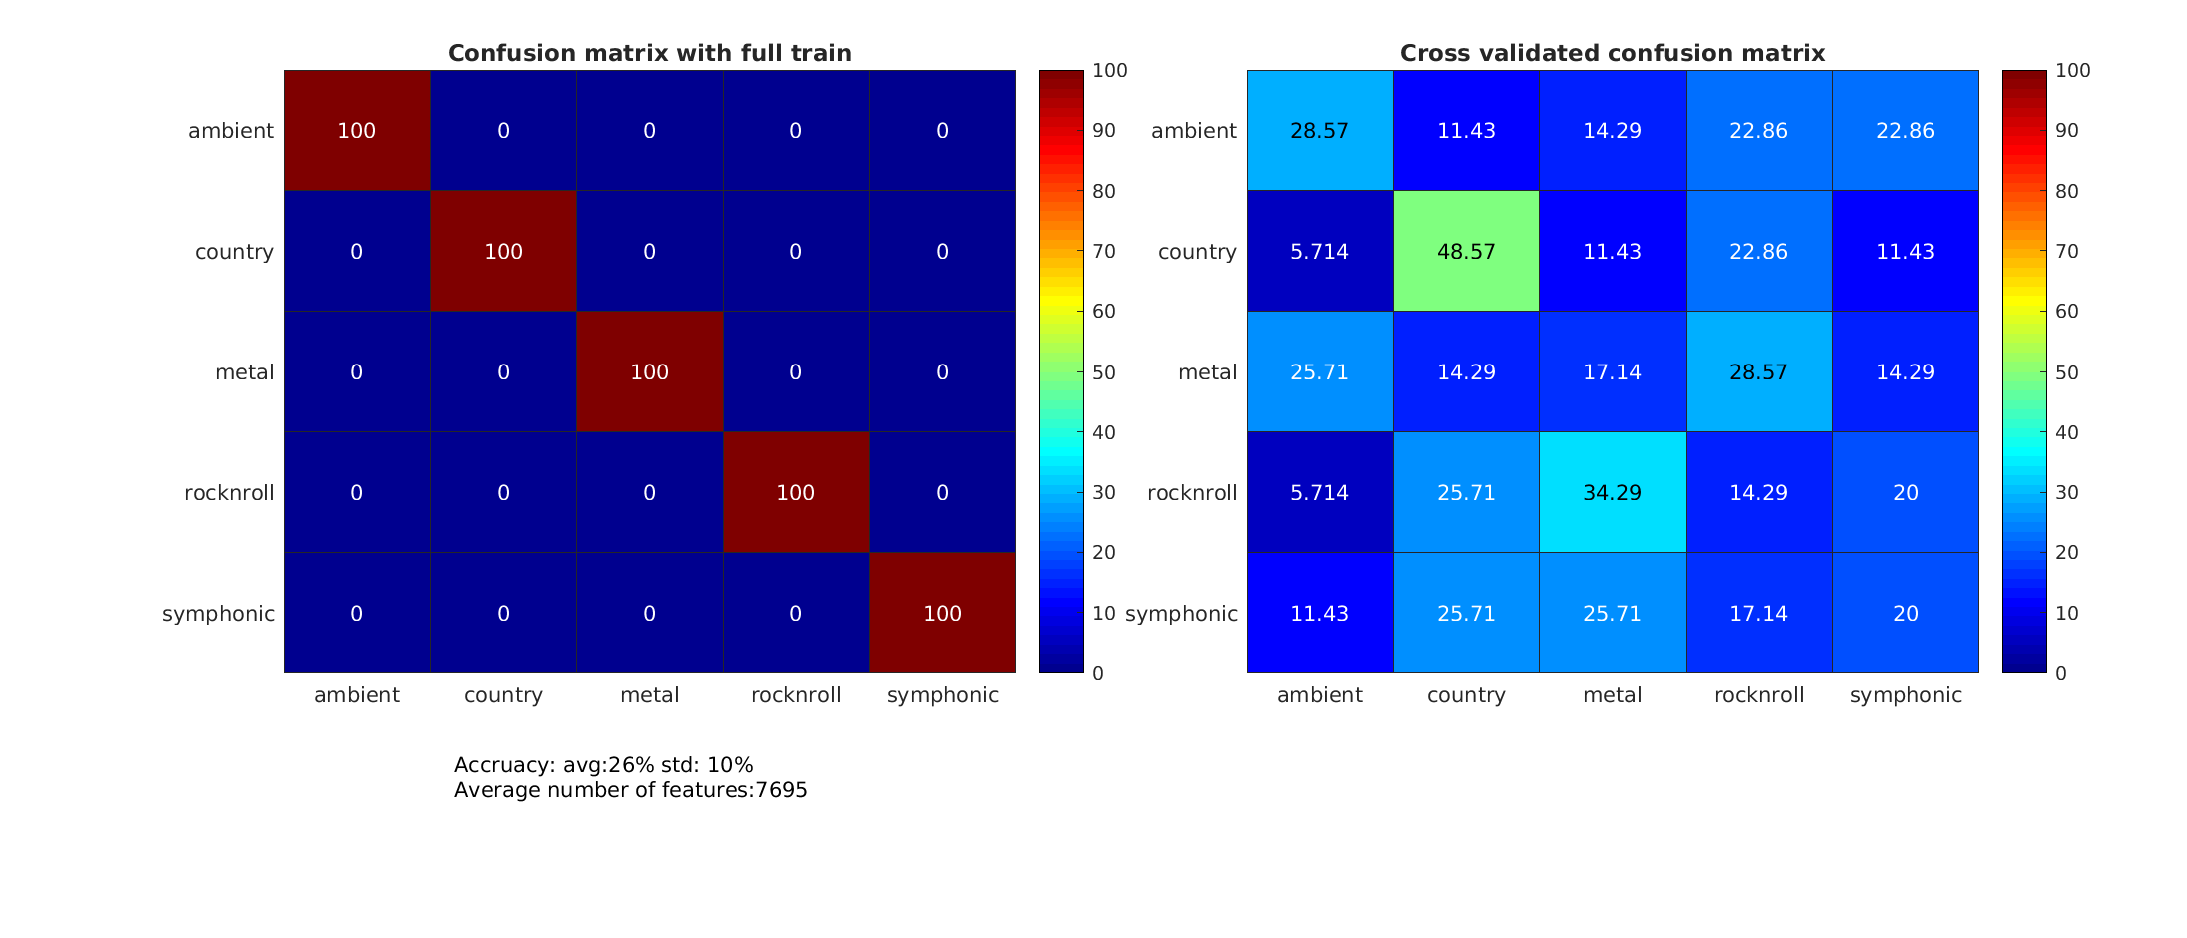 Confusion matrix with full train
ambient 100 0 0 0 0
country 0 100 0 0 0
metal 0 0 100 0 0
rocknroll 0 0 0 100 0
symphonic 0 0 0 0 100
ambient country metal rocknroll symphonic
100
90
80
70
60
50
40
30
20
10
0
Cross validated confusion matrix
ambient 28.57 11.43 14.29 22.86 22.86
country 5.714 48.57 11.43 22.86 11.43
metal 25.71 14.29 17.14 28.57 14.29
rocknroll 5.714 25.71 34.29 14.29 20
symphonic 11.43 25.71 25.71 17.14 20
ambient country metal rocknroll symphonic
100
90
80
70
60
50
40
30
20
10
0
Accruacy: avg:26% std: 10%
Average number of features:7695